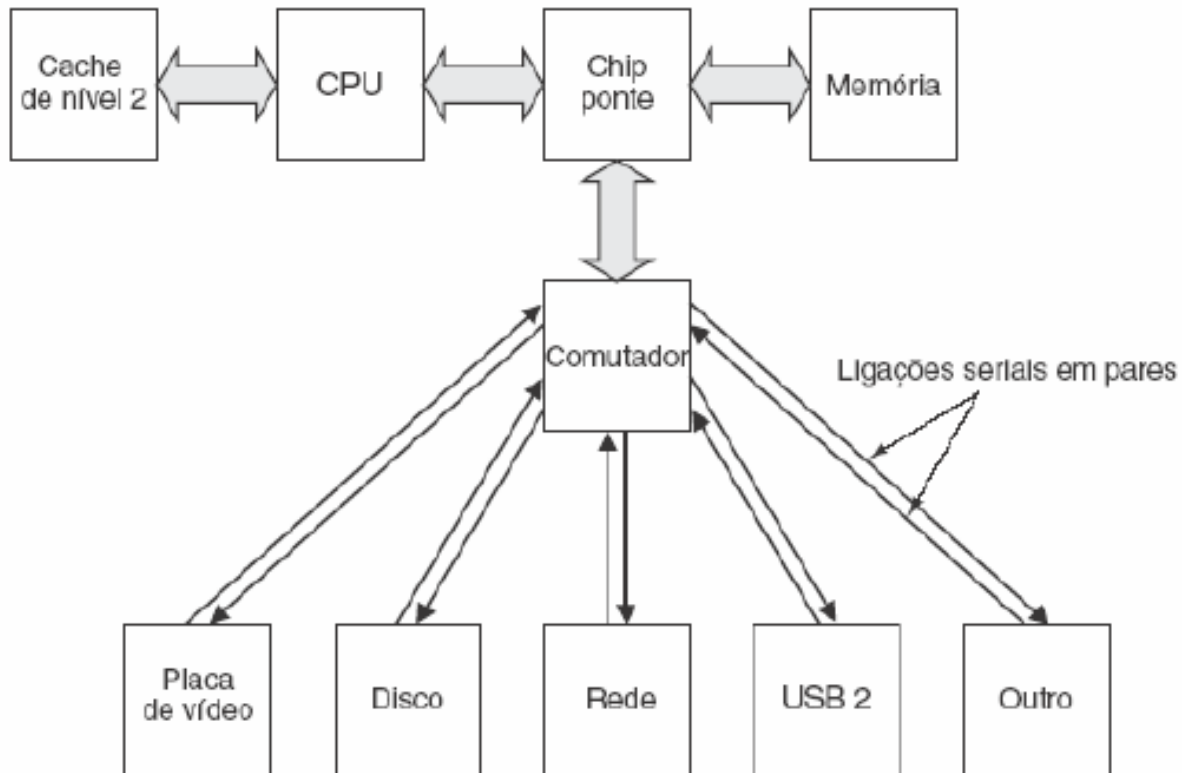 Cache
de nível 2
CPU
Chip
ponte
Memória
Comutador
Ligações seriais em pares
Placa
de vídeo
Disco
Rede
USB 2
Outro